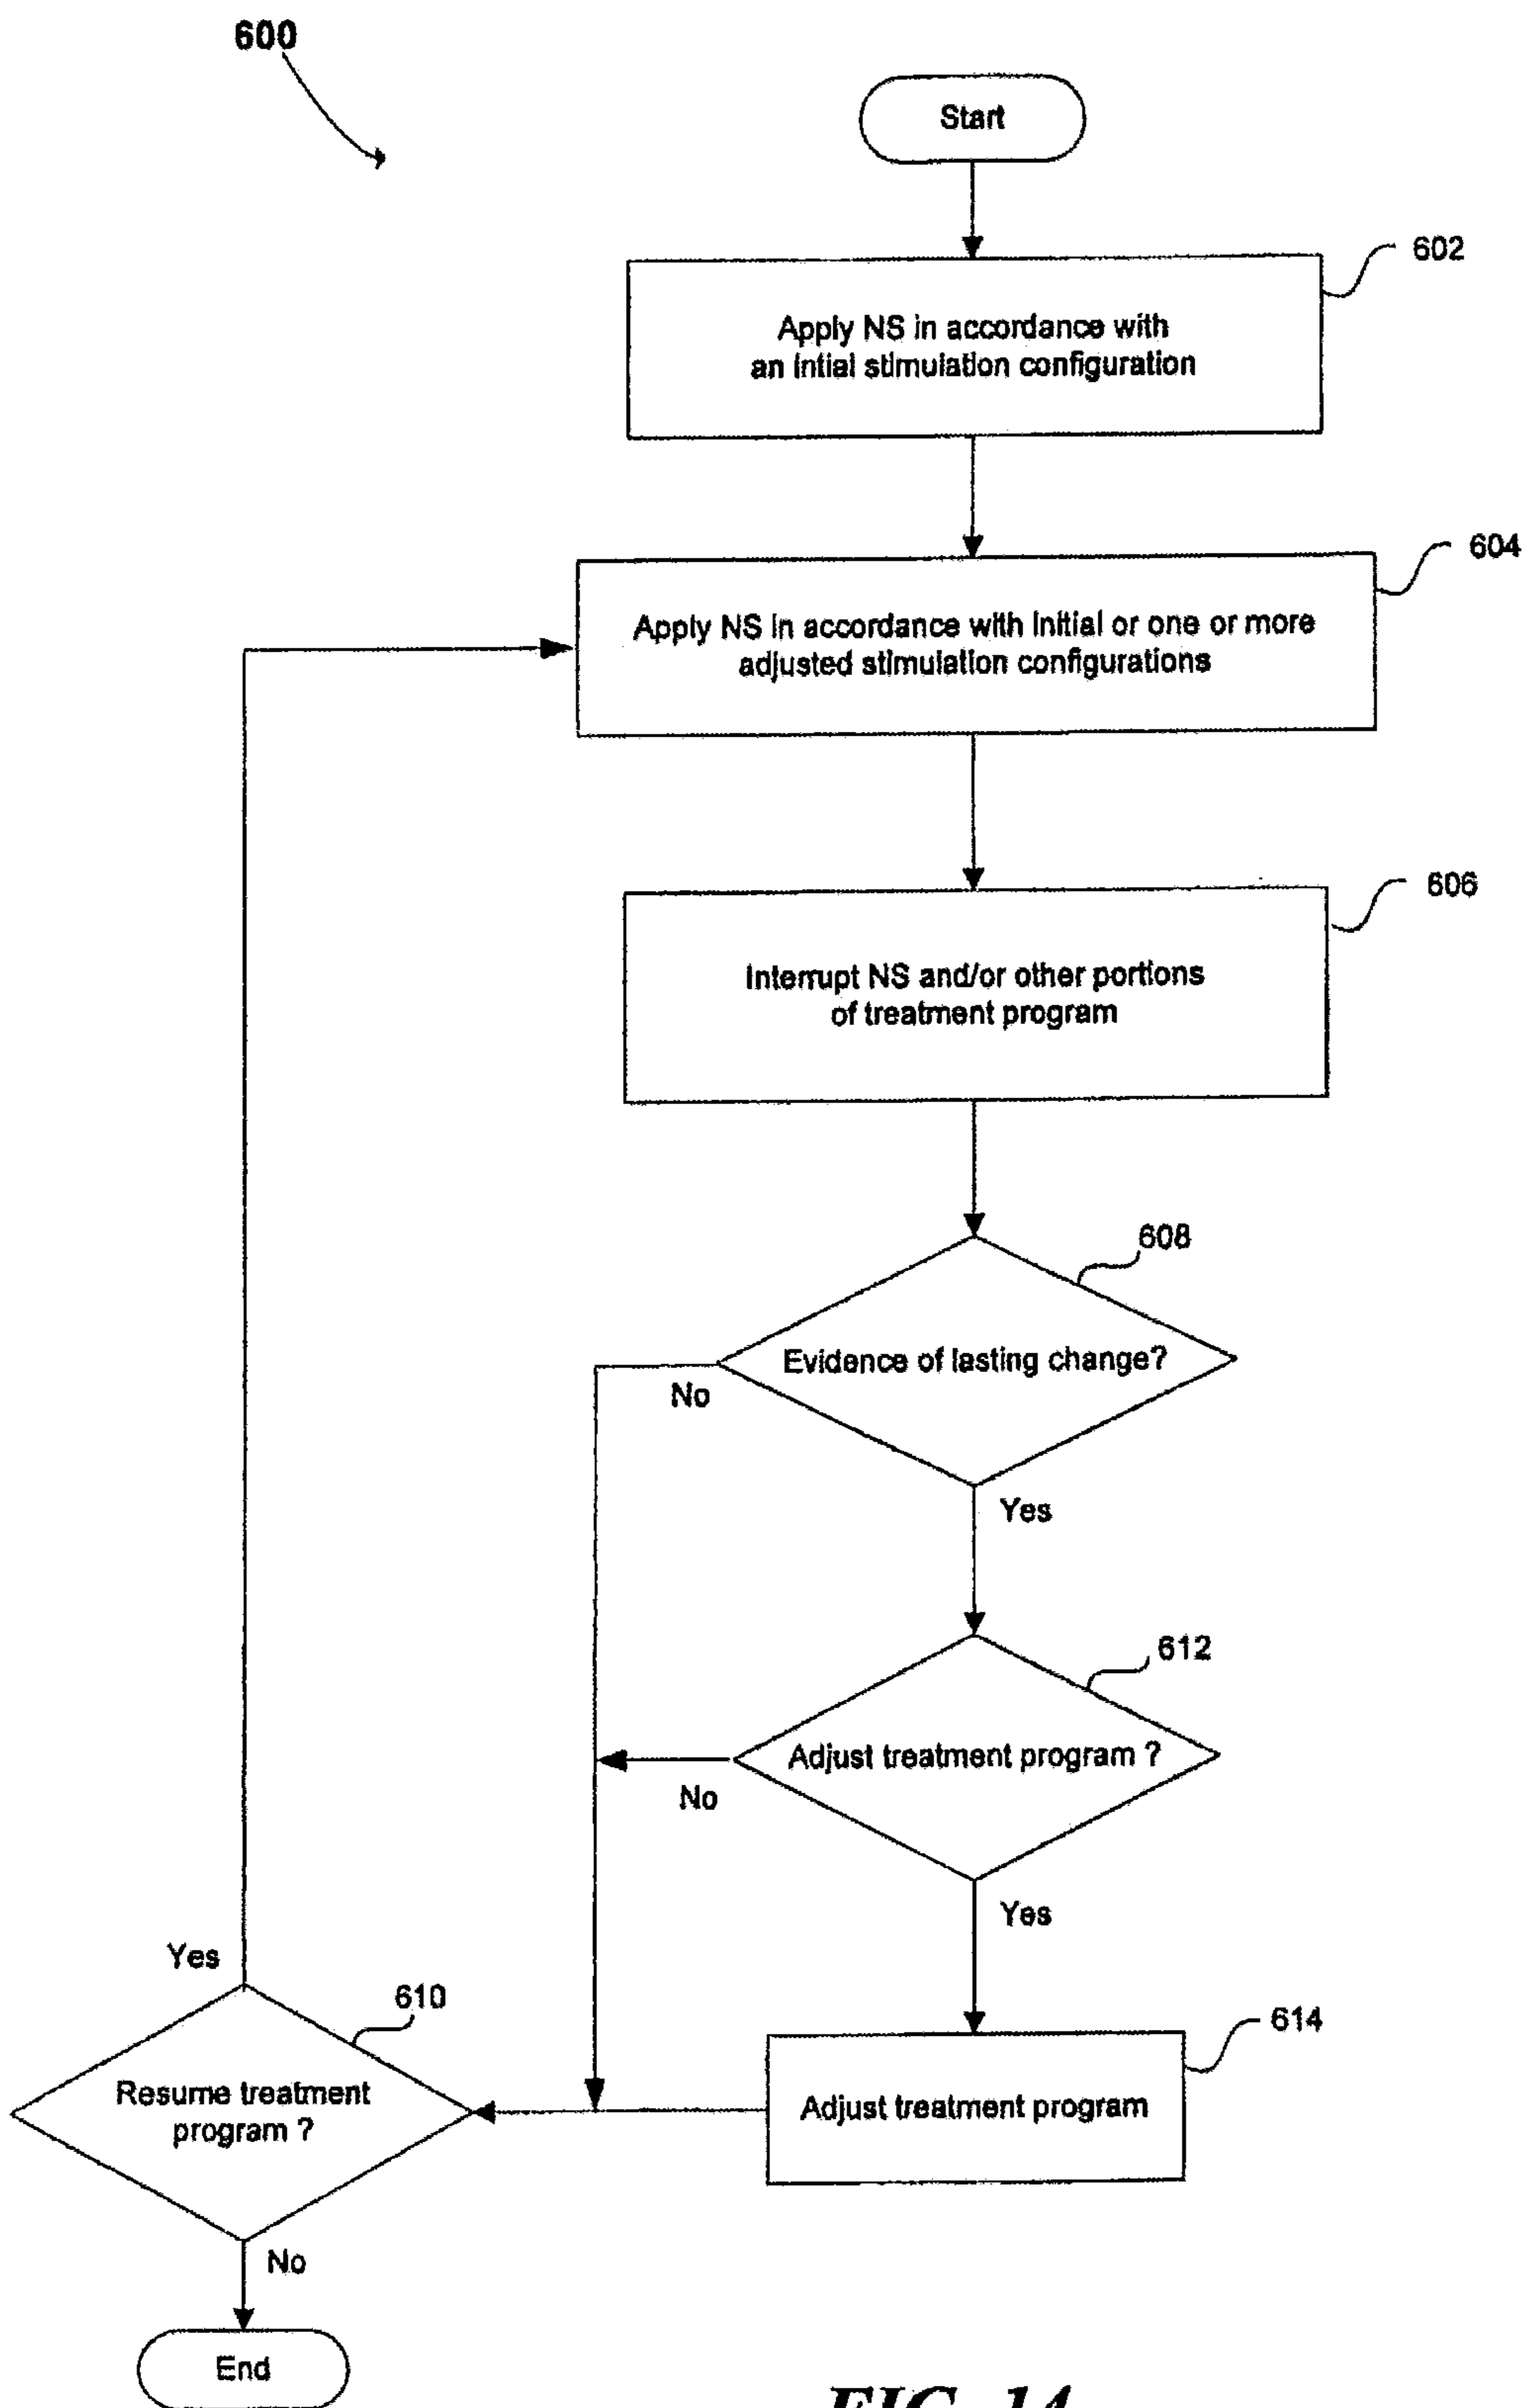 600
Start
602
Apply NS in accordance with
an intial stimulation configuration
604
Apply NS in accordance with initial or one or more
adjusted stimulation configurations
606
Interrupt NS and/or other portions
of treatment program
608
Evidence of lasting change?
No
Yes
612
Adjust treatment program ?
No
Yes
614
Adjust treatment program
Yes
610
Resume treatment
program ?
No
End
FIG. 14